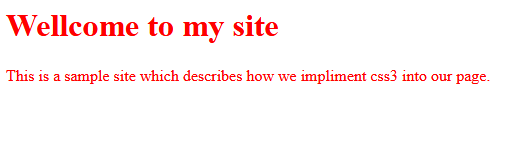 Wellcome to my site
This is a sample site which describes how we impliment css3 into our page.